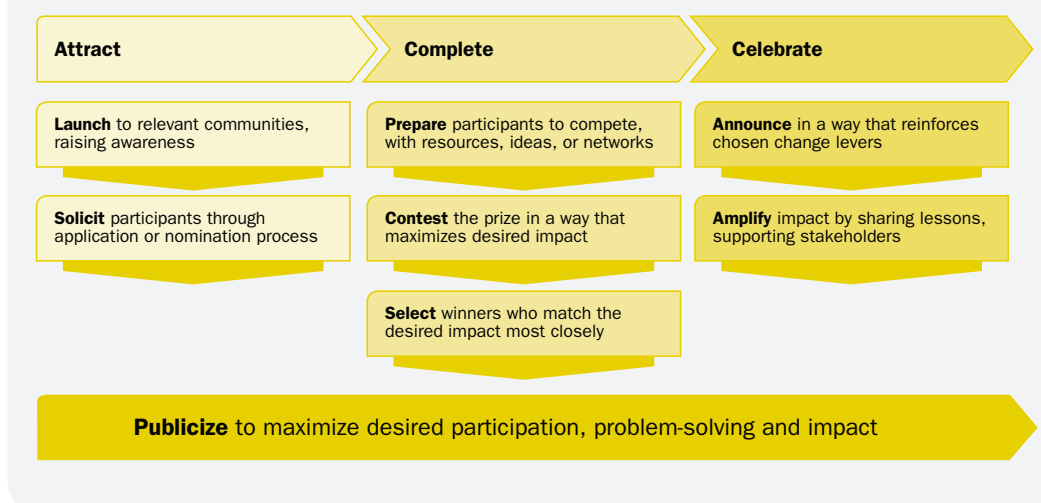 Attract
Complete
Celebrate
Launch to relevant communities,
raising awareness
Solicit participants through
application or nomination process
Prepare participants to compete,
with resources, ideas, or networks
Contest the prize in a way that
maximizes desired impact
Select winners who match the
desired impact most closely
Announce in a way that reinforces
chosen change levers
Amplify impact by sharing lessons,
supporting stakeholders
Publicize to maximize desired participation, problem-solving and impact